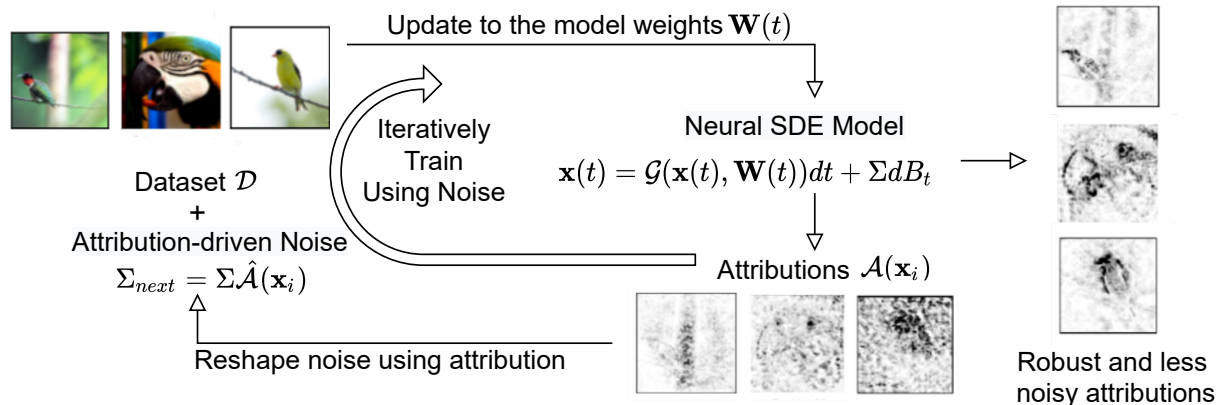 Update to the model weights W(t)
Iteratively
Train
Using Noise
Neural SDE Model
x(t) = 𝒢(x(t), W(t))dt + ΣdB_t
Dataset 𝒟
+
Attribution-driven Noise
Σ_next = Σ𝒜̂(x_i)
Attributions 𝒜(x_i)
Reshape noise using attribution
Robust and less
noisy attributions